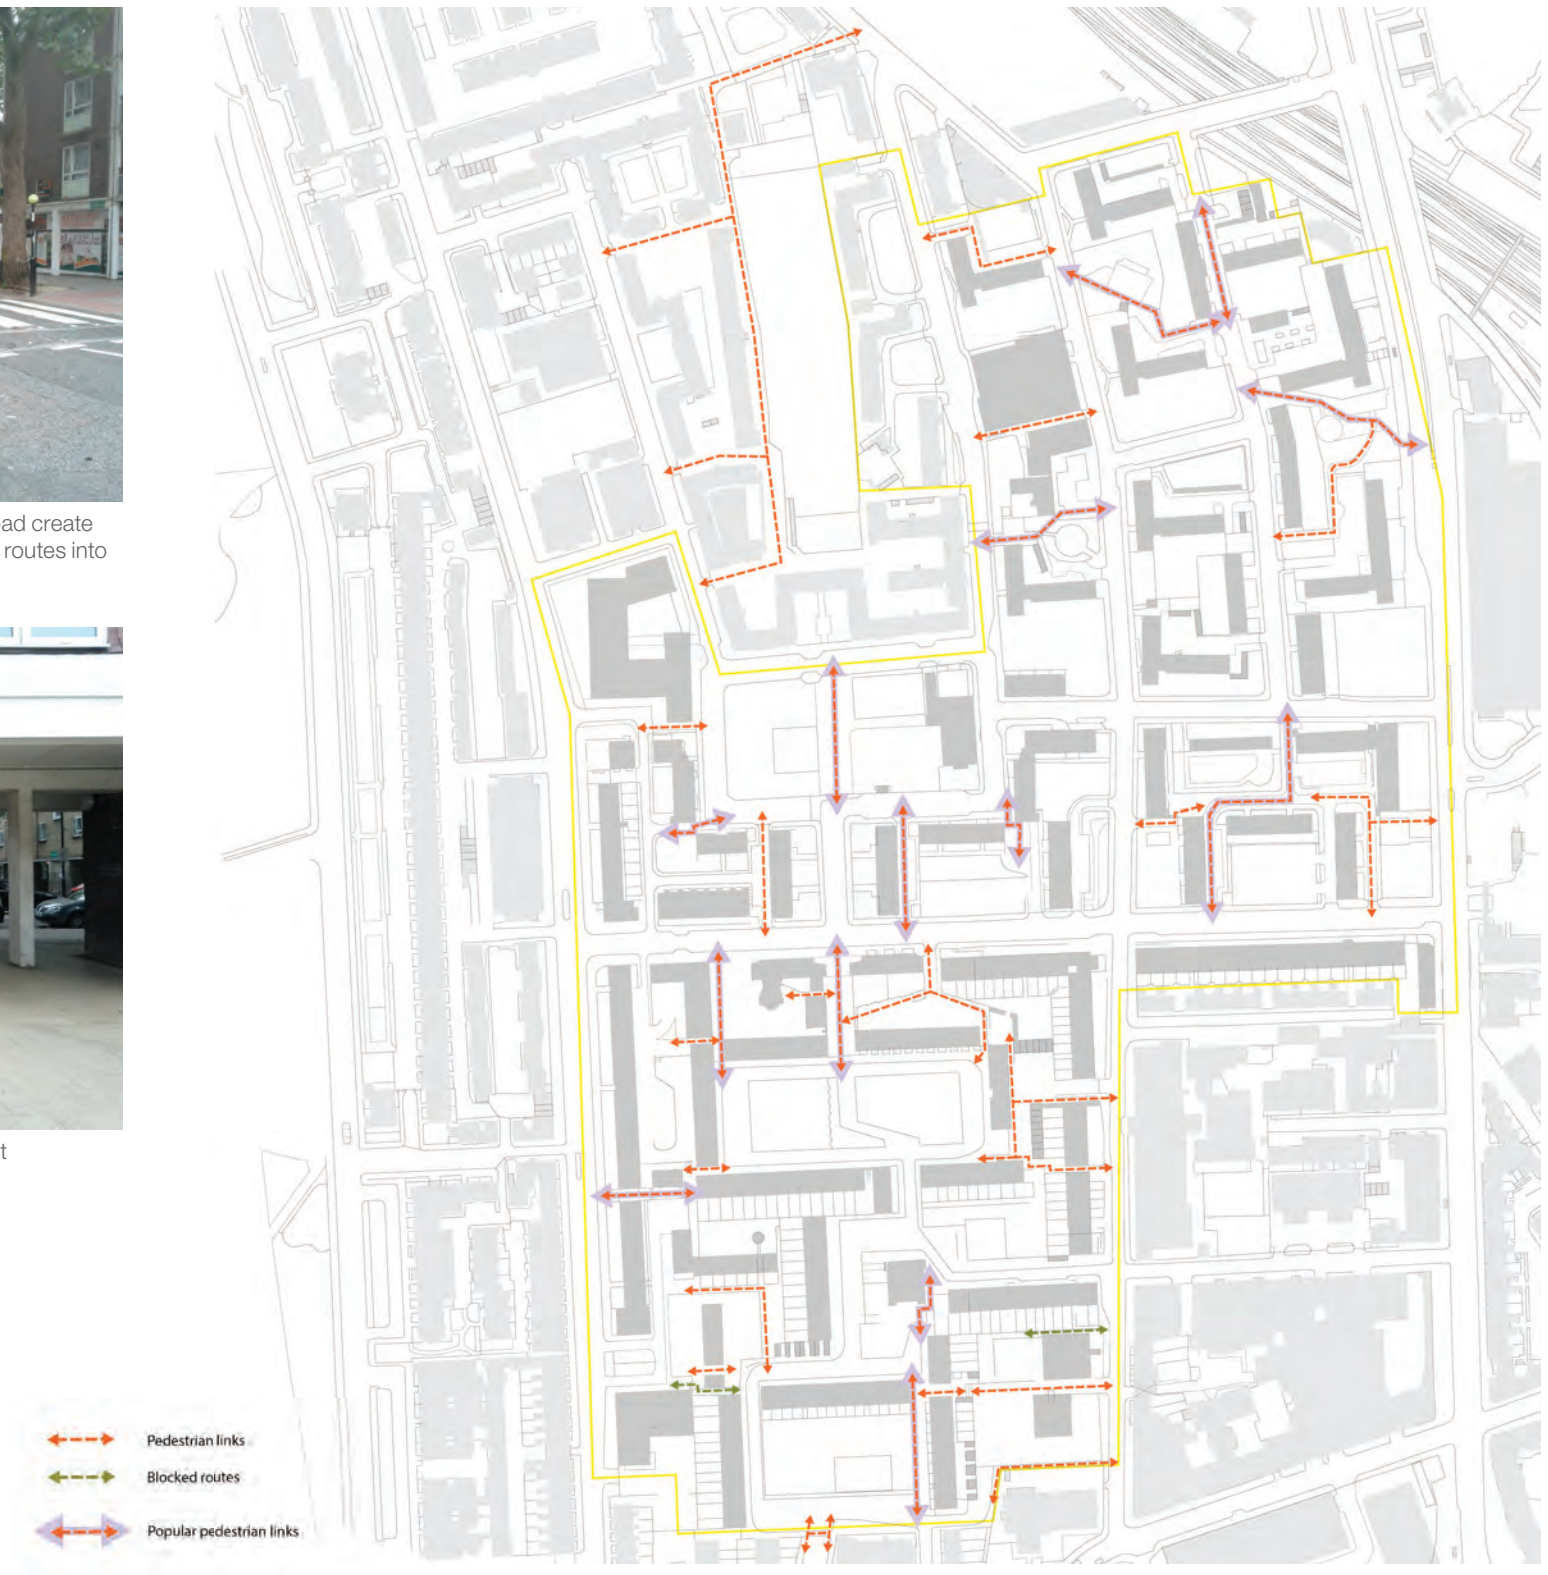 ad create
routes into
t
Pedestrian links
Blocked routes
Popular pedestrian links